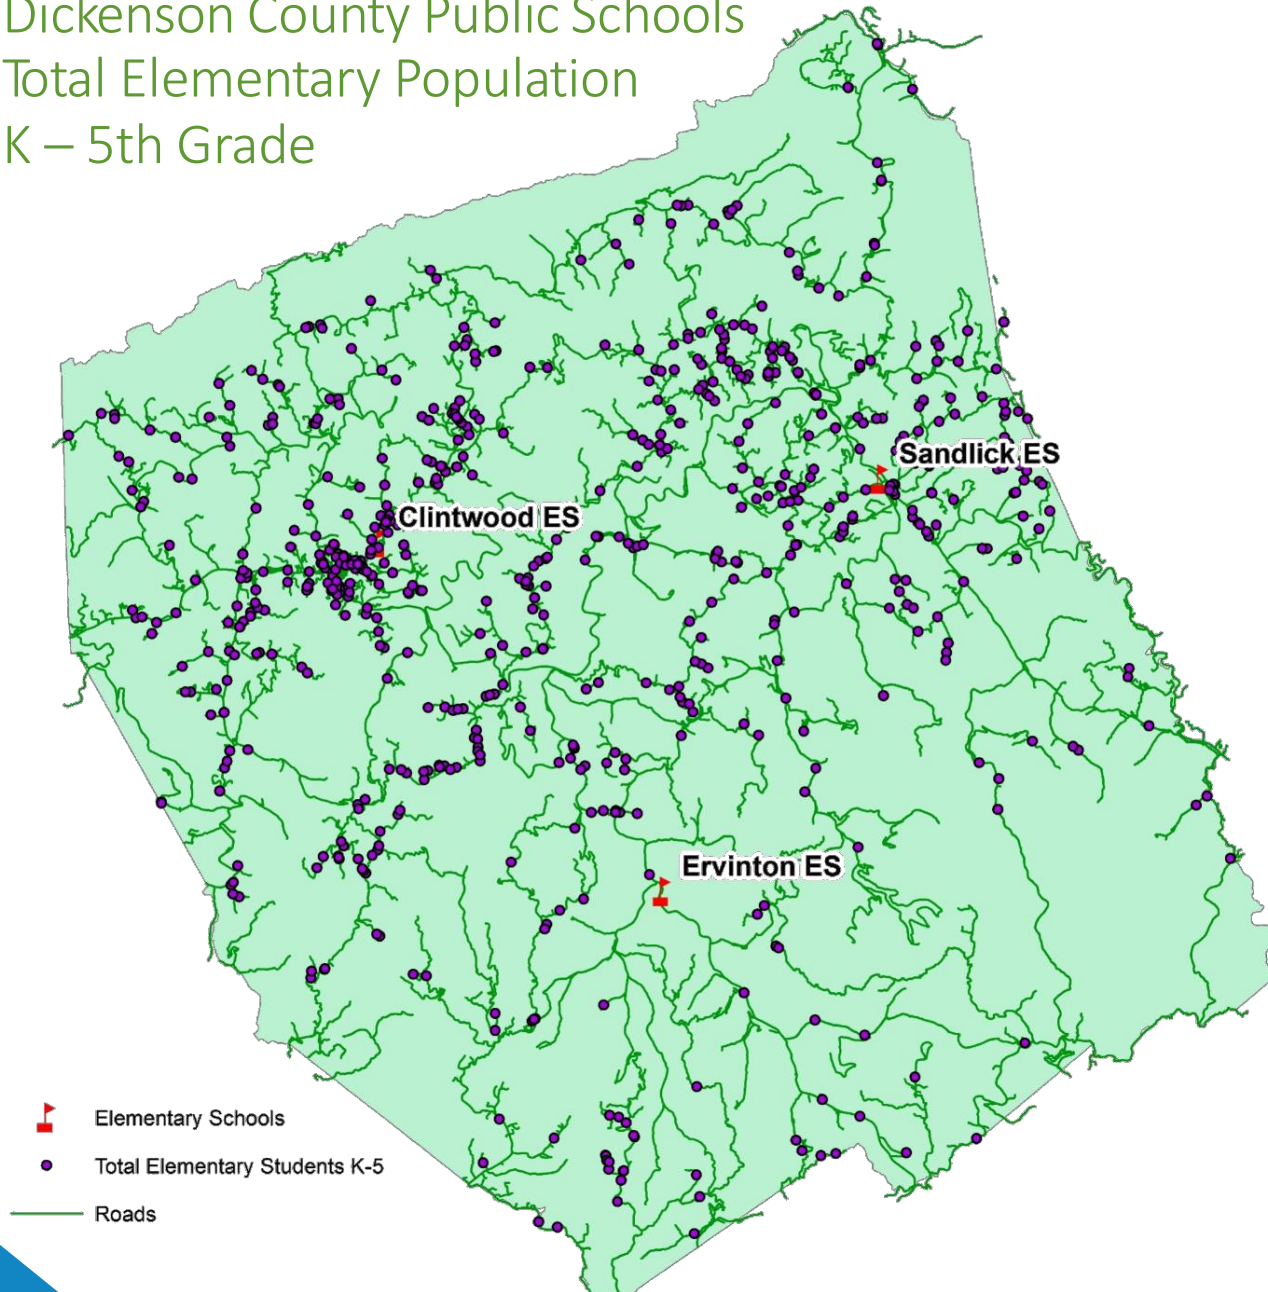 Dickenson County Public Schools
Total Elementary Population
K – 5th Grade
Sandlick ES
Clintwood ES
Ervinton ES
Elementary Schools
Total Elementary Students K-5
Roads